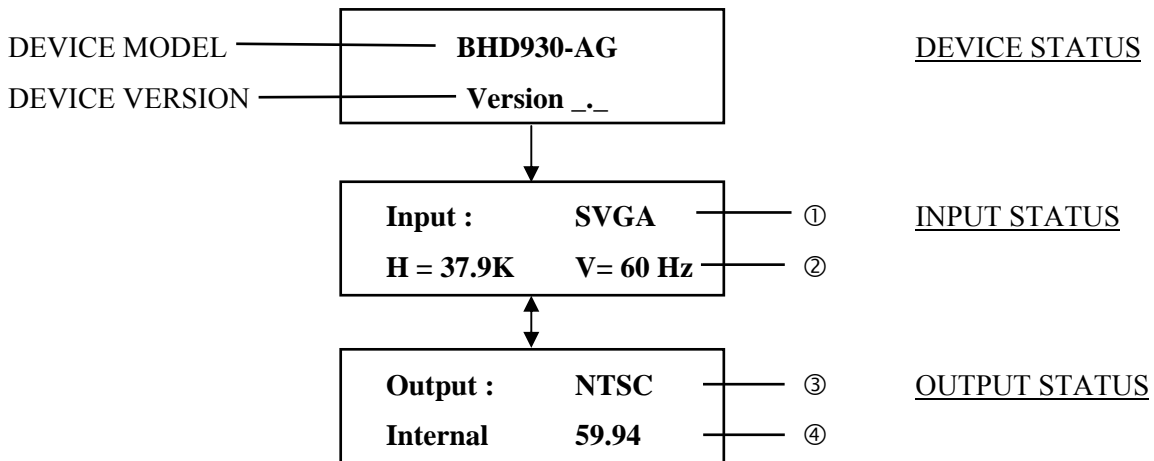 DEVICE MODEL BHD930-AG DEVICE STATUS
DEVICE VERSION Version _._
Input : SVGA ① INPUT STATUS
H = 37.9K V= 60 Hz ②
Output : NTSC ③ OUTPUT STATUS
Internal 59.94 ④